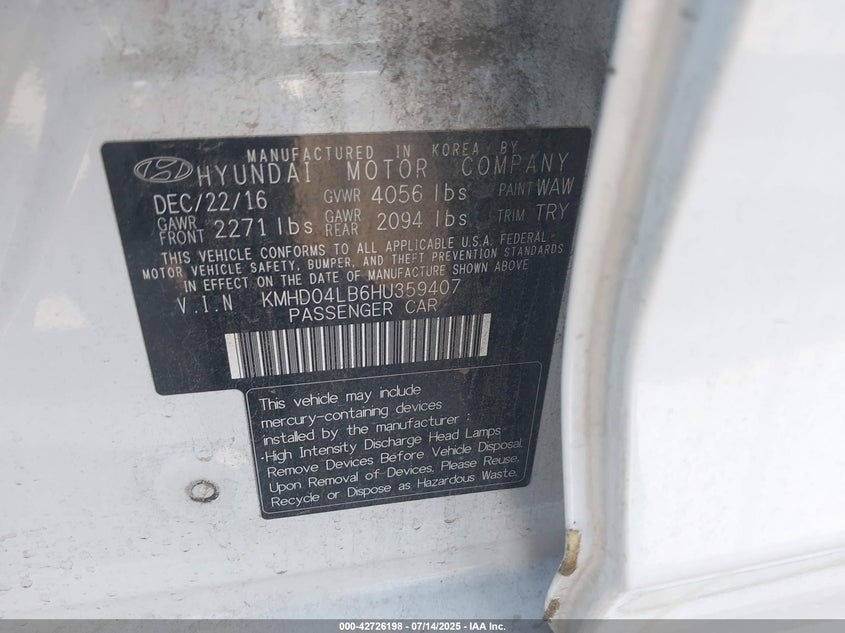 MANUFACTURED IN KOREA BY
HYUNDAI MOTOR COMPANY
DEC/22/16 GVWR 4056 lbs PAINT WAW
GAWR FRONT 2271 lbs GAWR REAR 2094 lbs TRIM TRY
THIS VEHICLE CONFORMS TO ALL APPLICABLE U.S.A. FEDERAL
MOTOR VEHICLE SAFETY, BUMPER, AND THEFT PREVENTION STANDARDS
IN EFFECT ON THE DATE OF MANUFACTURE SHOWN ABOVE
V.I.N KMHD04LB6HU359407
PASSENGER CAR
This vehicle may include
mercury-containing devices
installed by the manufacturer :
·High Intensity Discharge Head Lamps
Remove Devices Before Vehicle Disposal.
Upon Removal of Devices, Please Reuse,
Recycle or Dispose as Hazardous Waste.
000-42726198 - 07/14/2025 - IAA Inc.